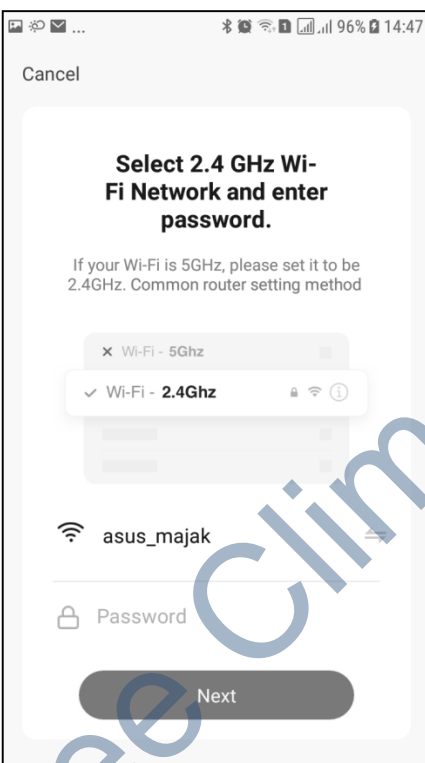 ... 1 96% 14:47
Cancel
Select 2.4 GHz Wi-
Fi Network and enter
password.
If your Wi-Fi is 5GHz, please set it to be
2.4GHz. Common router setting method
× Wi-Fi - 5Ghz
✓ Wi-Fi - 2.4Ghz
asus_majak
Password
Next